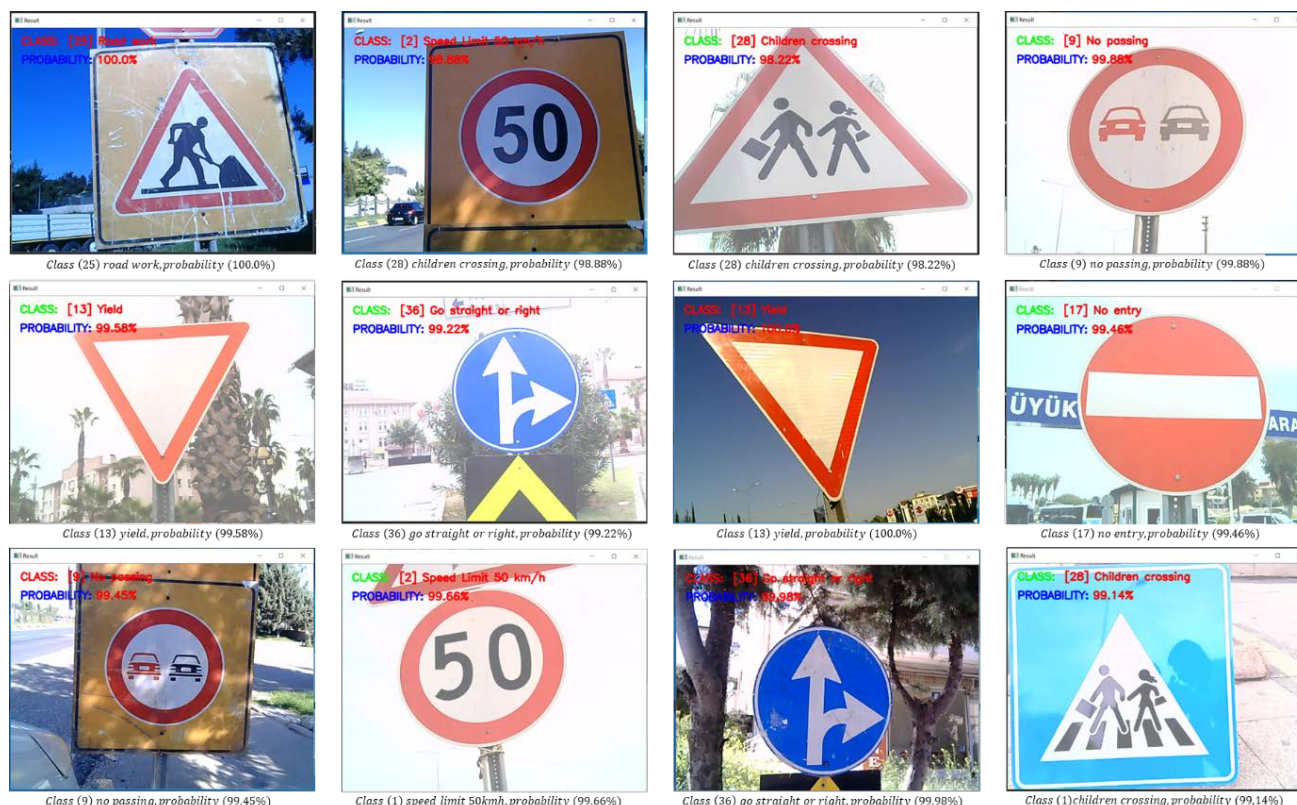 Result
CLASS: [25] Road work
PROBABILITY: 100.0%
Class (25) road work, probability (100.0%)
Result
CLASS: [2] Speed Limit 50 km/h
PROBABILITY: 98.88%
50
Class (28) children crossing, probability (98.88%)
Result
CLASS: [28] Children crossing
PROBABILITY: 98.22%
Class (28) children crossing, probability (98.22%)
Result
CLASS: [9] No passing
PROBABILITY: 99.88%
Class (9) no passing, probability (99.88%)
Result
CLASS: [13] Yield
PROBABILITY: 99.58%
Class (13) yield, probability (99.58%)
Result
CLASS: [36] Go straight or right
PROBABILITY: 99.22%
Class (36) go straight or right, probability (99.22%)
Result
CLASS: [13] Yield
PROBABILITY: 100.0%
Class (13) yield, probability (100.0%)
Result
CLASS: [17] No entry
PROBABILITY: 99.46%
ÜYÜK
ARA
Class (17) no entry, probability (99.46%)
Result
CLASS: [9] No passing
PROBABILITY: 99.45%
Class (9) no passing, probability (99.45%)
Result
CLASS: [2] Speed Limit 50 km/h
PROBABILITY: 99.66%
50
Class (1) speed limit 50kmh, probability (99.66%)
Result
CLASS: [36] Go straight or right
PROBABILITY: 99.98%
Class (36) go straight or right, probability (99.98%)
Result
CLASS: [28] Children crossing
PROBABILITY: 99.14%
Class (1)children crossing, probability (99.14%)